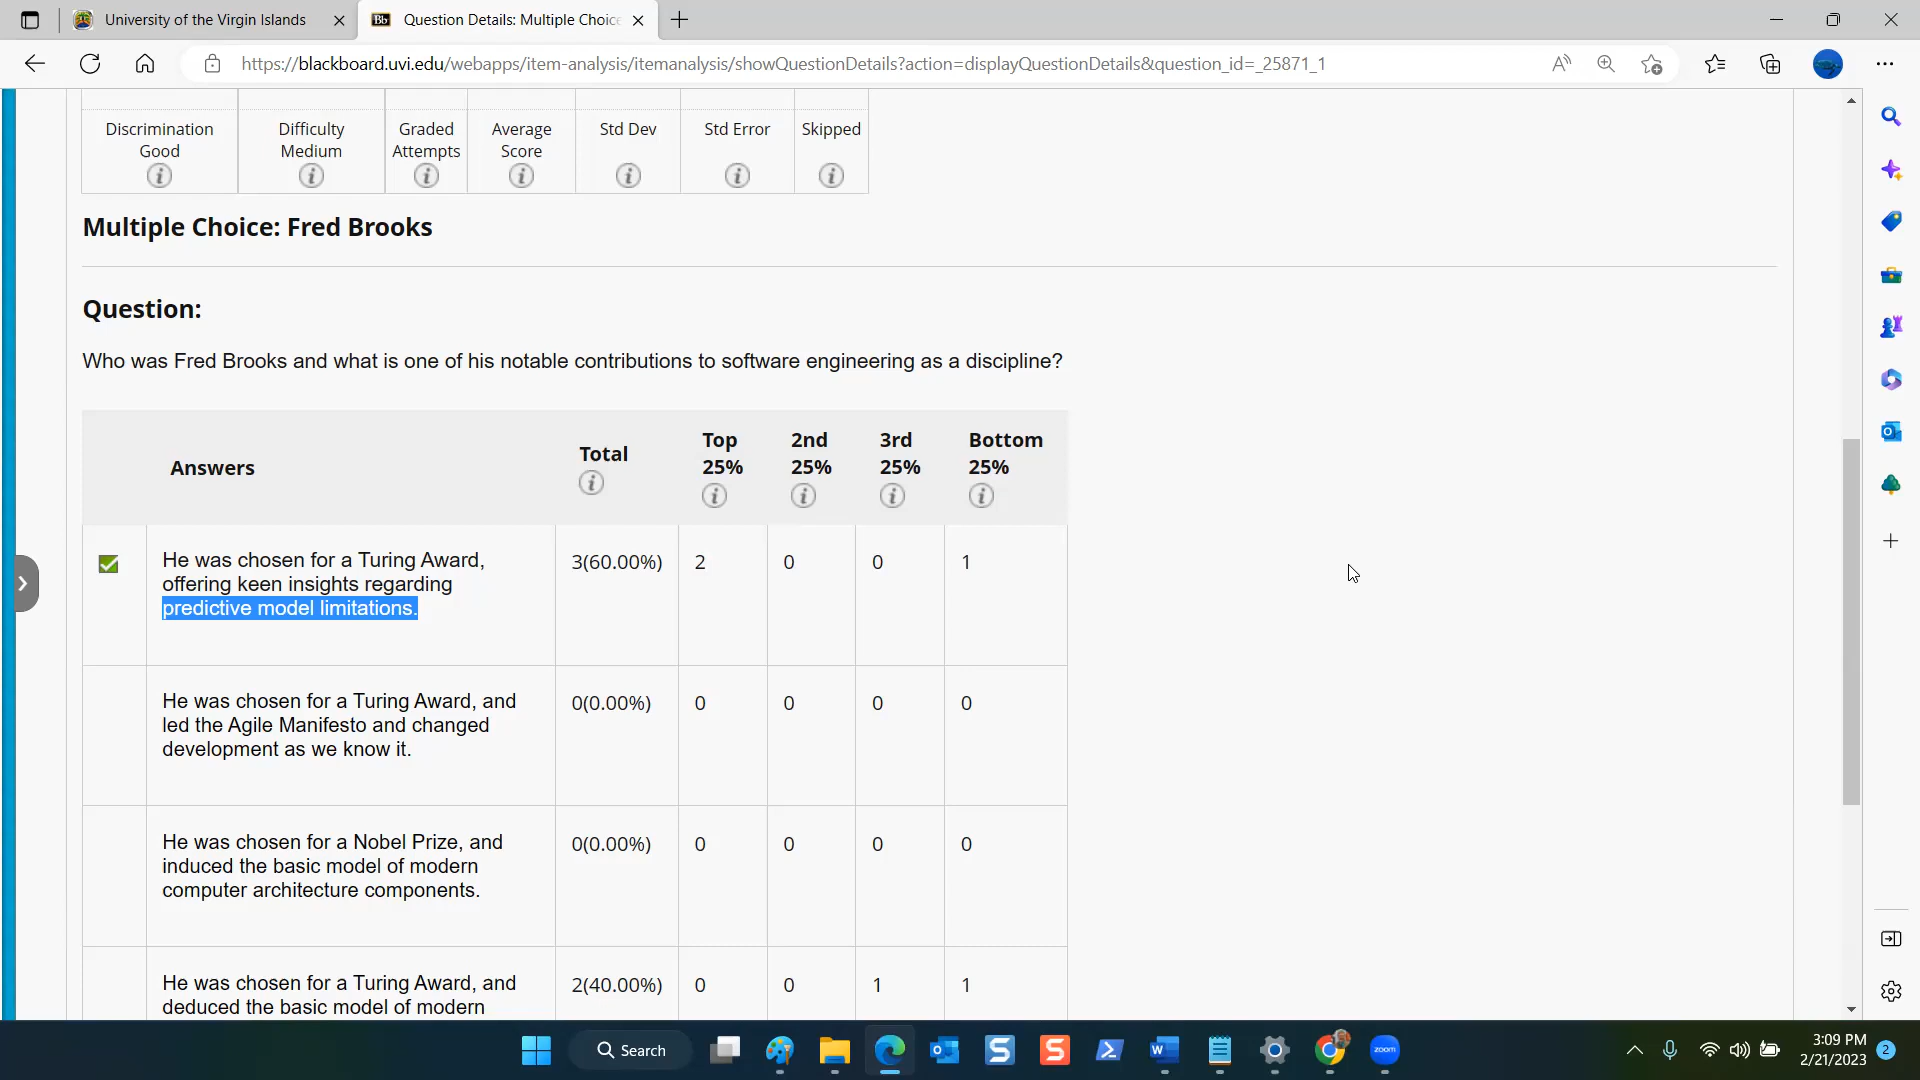 University of the Virgin Islands
Bb Question Details: Multiple Choice
https://blackboard.uvi.edu/webapps/item-analysis/itemanalysis/showQuestionDetails?action=displayQuestionDetails&question_id=_25871_1
Discrimination Good
Difficulty Medium
Graded Attempts
Average Score
Std Dev
Std Error
Skipped
Multiple Choice: Fred Brooks
Question:
Who was Fred Brooks and what is one of his notable contributions to software engineering as a discipline?
Answers
Total
Top 25%
2nd 25%
3rd 25%
Bottom 25%
He was chosen for a Turing Award,
offering keen insights regarding
predictive model limitations.
3(60.00%) 2 0 0 1
He was chosen for a Turing Award, and
led the Agile Manifesto and changed
development as we know it.
0(0.00%) 0 0 0 0
He was chosen for a Nobel Prize, and
induced the basic model of modern
computer architecture components.
0(0.00%) 0 0 0 0
He was chosen for a Turing Award, and
deduced the basic model of modern
2(40.00%) 0 0 1 1
Search
zoom
3:09 PM
2/21/2023
2